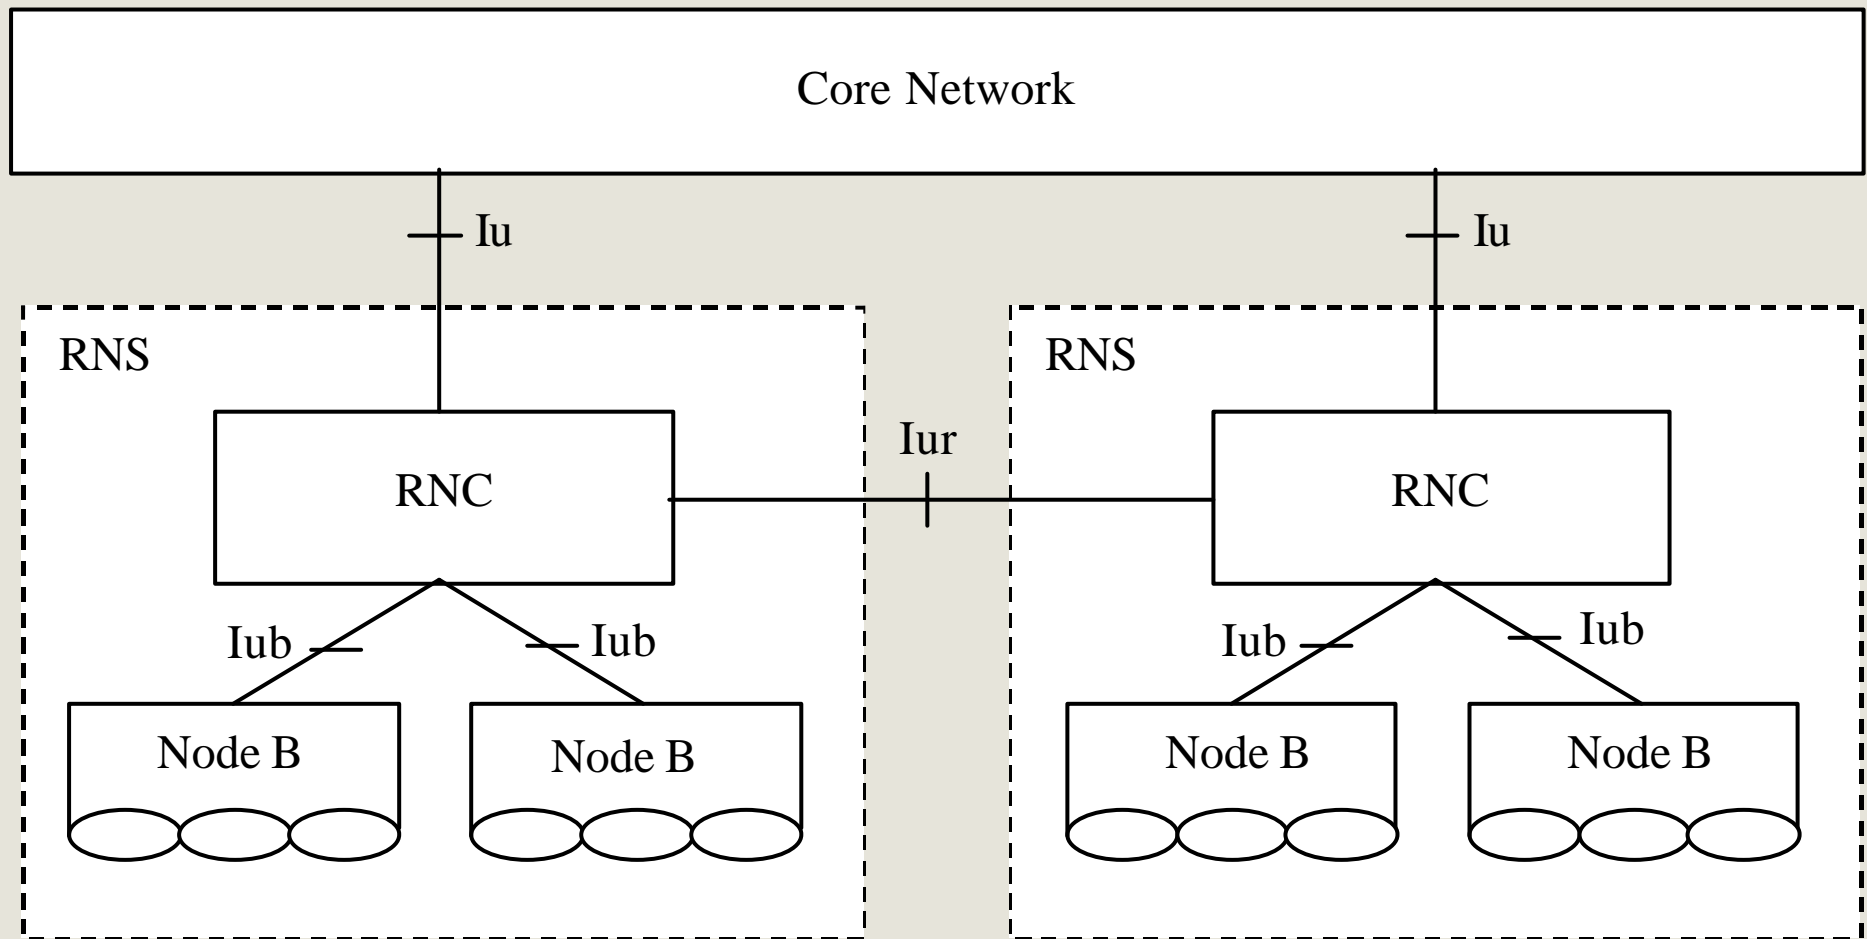 Core Network
Iu
Iu
RNS
RNS
Iur
RNC
RNC
Iub
Iub
Iub
Iub
Node B
Node B
Node B
Node B